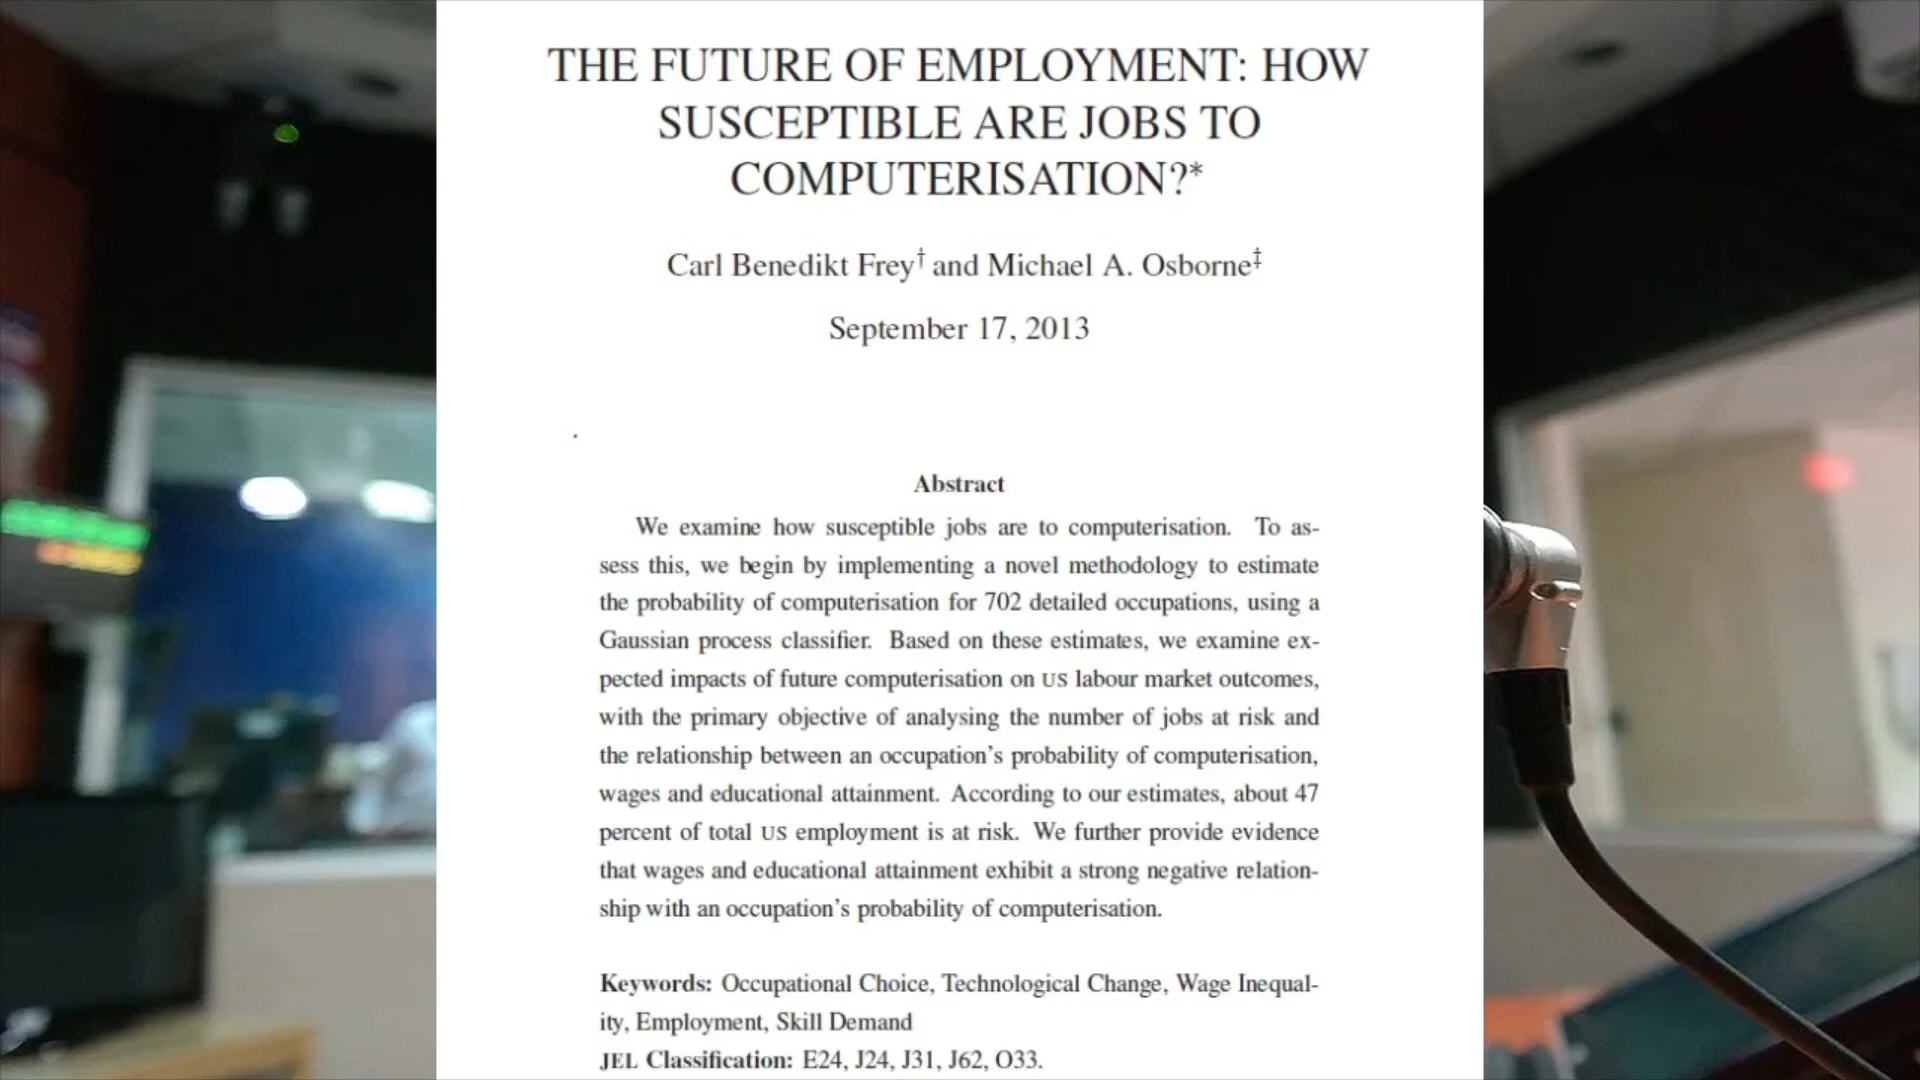 THE FUTURE OF EMPLOYMENT: HOW
SUSCEPTIBLE ARE JOBS TO
COMPUTERISATION?*
Carl Benedikt Frey† and Michael A. Osborne‡
September 17, 2013
.
Abstract
We examine how susceptible jobs are to computerisation. To as-
sess this, we begin by implementing a novel methodology to estimate
the probability of computerisation for 702 detailed occupations, using a
Gaussian process classifier. Based on these estimates, we examine ex-
pected impacts of future computerisation on US labour market outcomes,
with the primary objective of analysing the number of jobs at risk and
the relationship between an occupation's probability of computerisation,
wages and educational attainment. According to our estimates, about 47
percent of total US employment is at risk. We further provide evidence
that wages and educational attainment exhibit a strong negative relation-
ship with an occupation's probability of computerisation.
Keywords: Occupational Choice, Technological Change, Wage Inequal-
ity, Employment, Skill Demand
JEL Classification: E24, J24, J31, J62, O33.